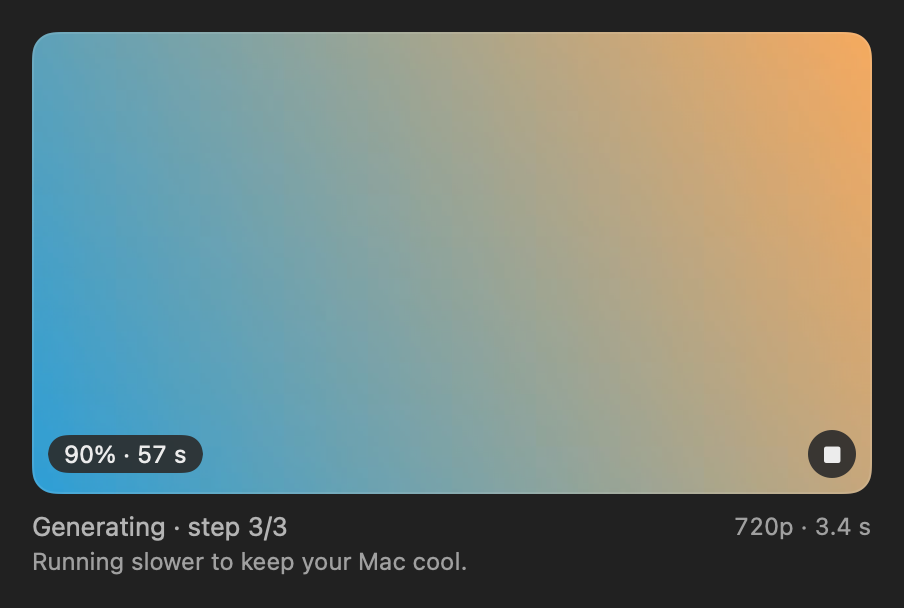 90% · 57 s
Generating · step 3/3
720p · 3.4 s
Running slower to keep your Mac cool.